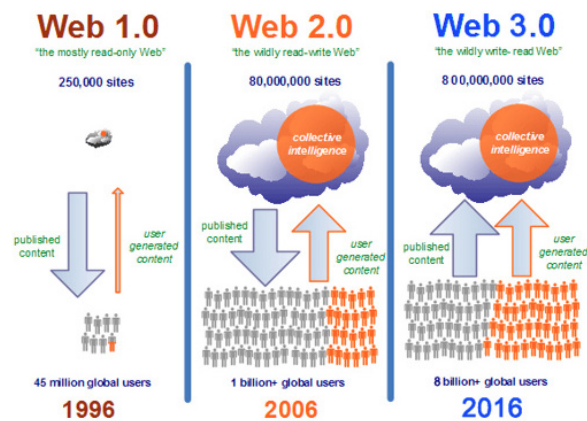 Web 1.0
"the mostly read-only Web"
250,000 sites
published
content
user
generated
content
45 million global users
1996
Web 2.0
"the wildly read-write Web"
80,000,000 sites
collective
intelligence
published
content
user
generated
content
1 billion+ global users
2006
Web 3.0
"the wildly write-read Web"
800,000,000 sites
collective
intelligence
published
content
user
generated
content
8 billion+ global users
2016